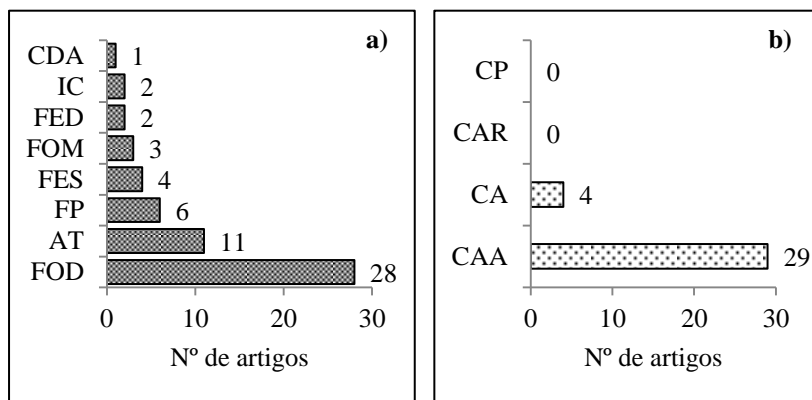 a)
CDA 1
IC 2
FED 2
FOM 3
FES 4
FP 6
AT 11
FOD 28
0 10 20 30
Nº de artigos
b)
CP 0
CAR 0
CA 4
CAA 29
0 10 20 30
Nº de artigos